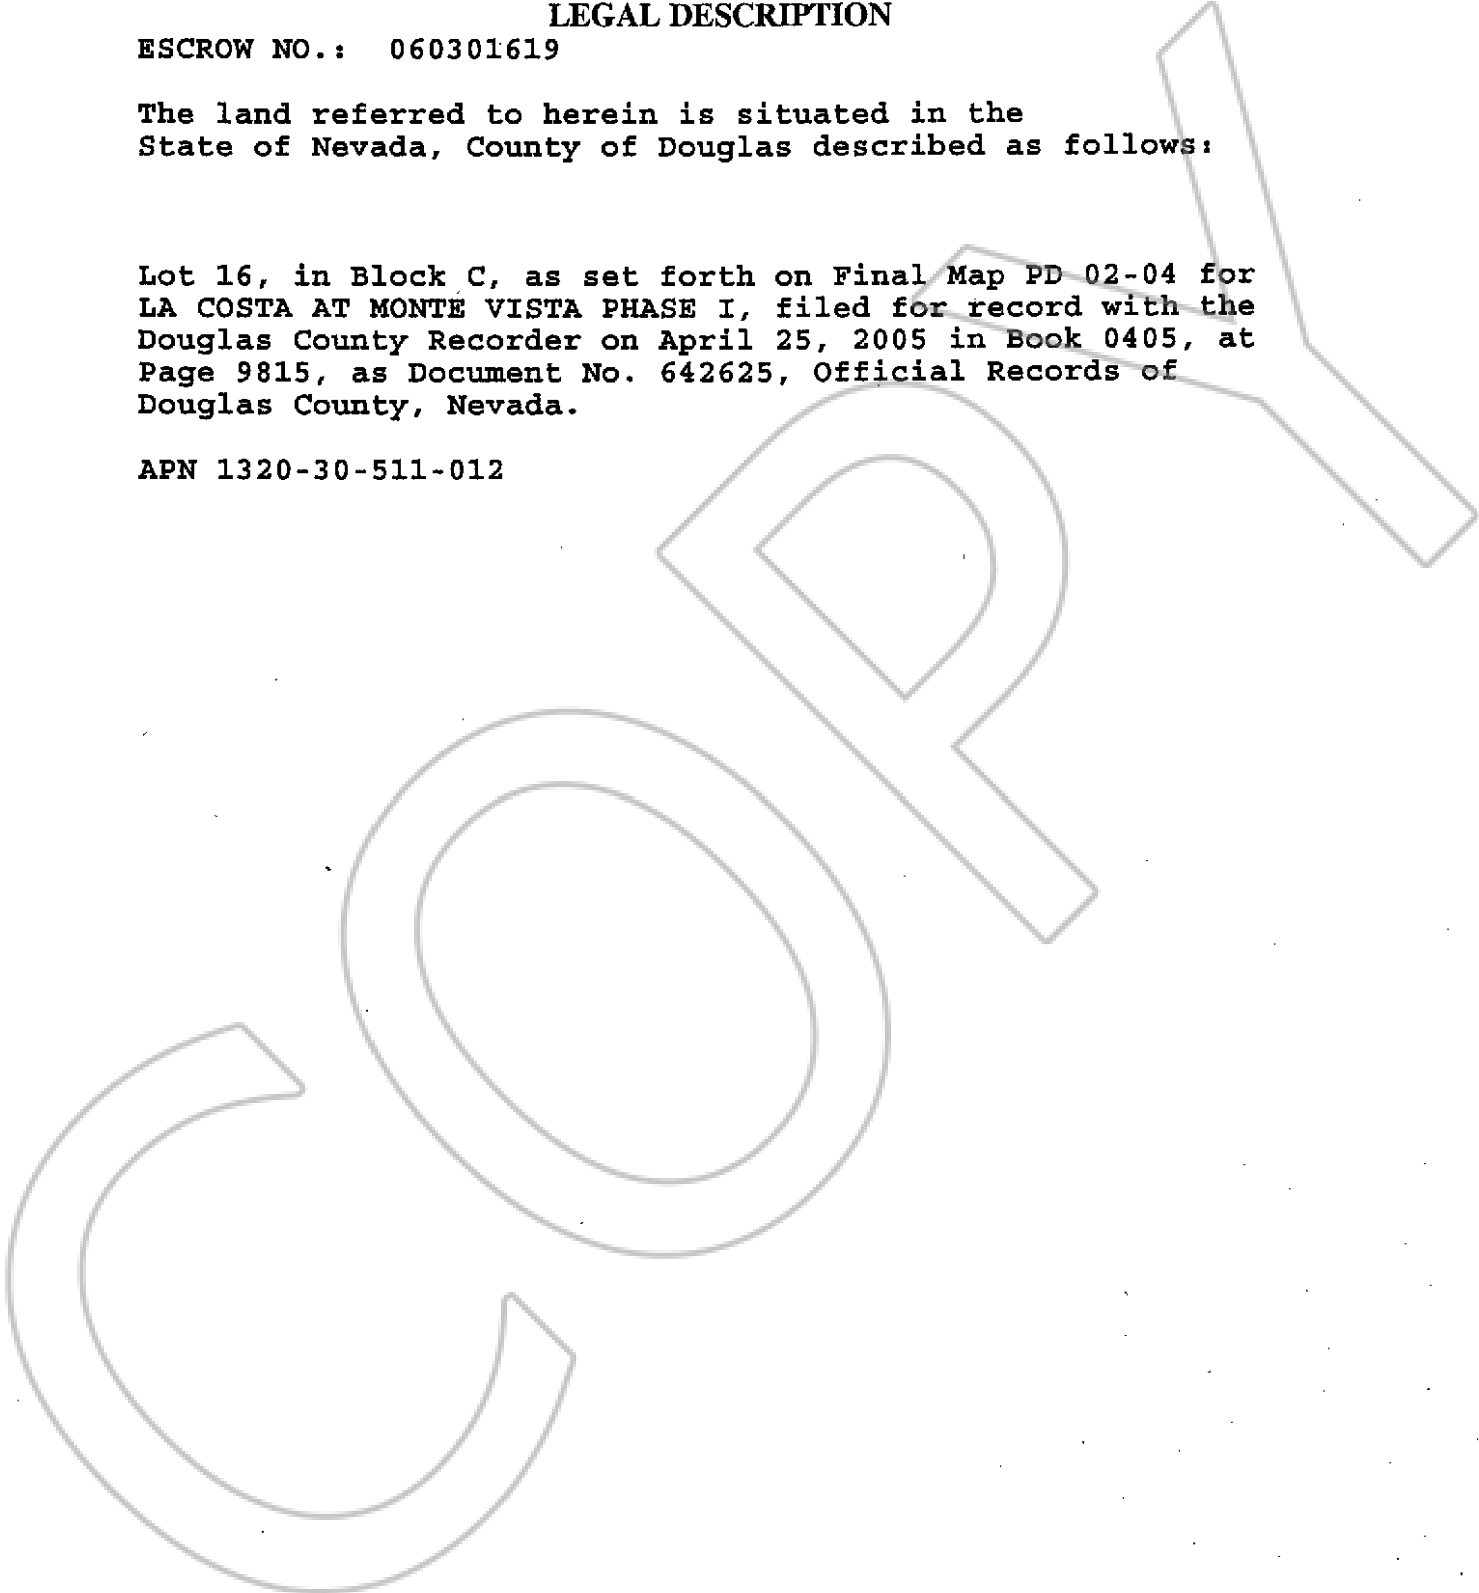 LEGAL DESCRIPTION
ESCROW NO.: 060301619
The land referred to herein is situated in the
State of Nevada, County of Douglas described as follows:
Lot 16, in Block C, as set forth on Final Map PD 02-04 for
LA COSTA AT MONTE VISTA PHASE I, filed for record with the
Douglas County Recorder on April 25, 2005 in Book 0405, at
Page 9815, as Document No. 642625, Official Records of
Douglas County, Nevada.
APN 1320-30-511-012
COPY